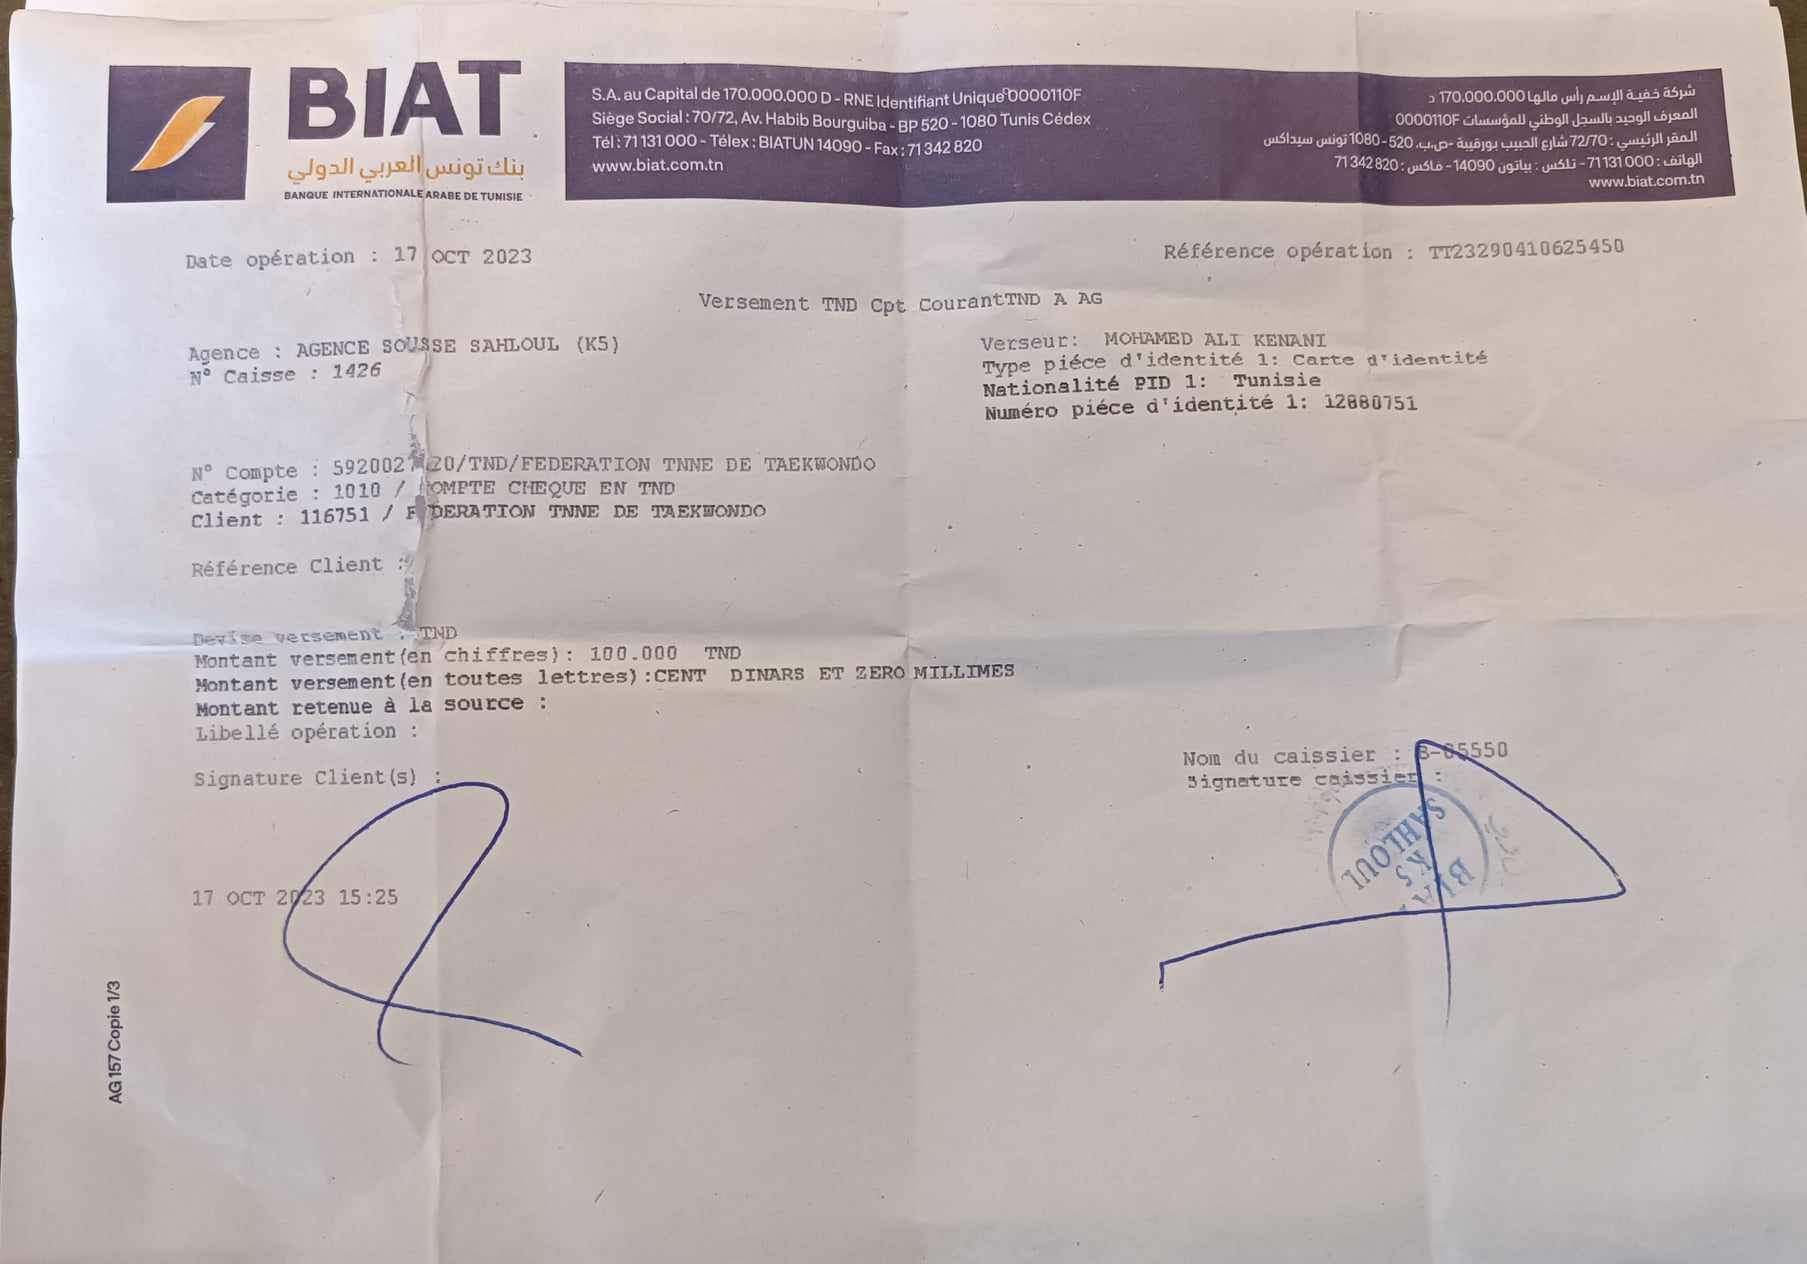 BIAT
بنك تونس العربي الدولي
BANQUE INTERNATIONALE ARABE DE TUNISIE
S.A. au Capital de 170.000.000 D - RNE Identifiant Unique 0000110F
Siège Social : 70/72, Av. Habib Bourguiba - BP 520 - 1080 Tunis Cédex
Tél : 71 131 000 - Télex : BIATUN 14090 - Fax : 71 342 820
www.biat.com.tn
شركة خفية الإسم رأس مالها 170.000.000 د
المعرف الوحيد بالسجل الوطني للمؤسسات 0000110F
المقر الرئيسي : 72/70 شارع الحبيب بورقيبة -ص.ب. 520 - 1080 تونس سيداكس
الهاتف : 71 131 000 - تلكس : بياتون 14090 - فاكس : 71 342 820
www.biat.com.tn
Date opération : 17 OCT 2023
Référence opération : TT23290410625450
Versement TND Cpt CourantTND A AG
Agence : AGENCE SOUSSE SAHLOUL (K5)
N° Caisse : 1426
Verseur: MOHAMED ALI KENANI
Type piéce d'identité 1: Carte d'identité
Nationalité PID 1: Tunisie
Numéro piéce d'identité 1: 12880751
N° Compte : 20/TND/FEDERATION TNNE DE TAEKWONDO
Catégorie : 1010 / COMPTE CHEQUE EN TND
Client : 116751 / FEDERATION TNNE DE TAEKWONDO
Référence Client :
Devise versement : TND
Montant versement(en chiffres): 100.000 TND
Montant versement(en toutes lettres):CENT DINARS ET ZERO MILLIMES
Montant retenue à la source :
Libellé opération :
Signature Client(s) :
Nom du caissier : B-05550
Signature caissier :
BIAT
K5
SAHLOUL
17 OCT 2023 15:25
AG 157 Copie 1/3